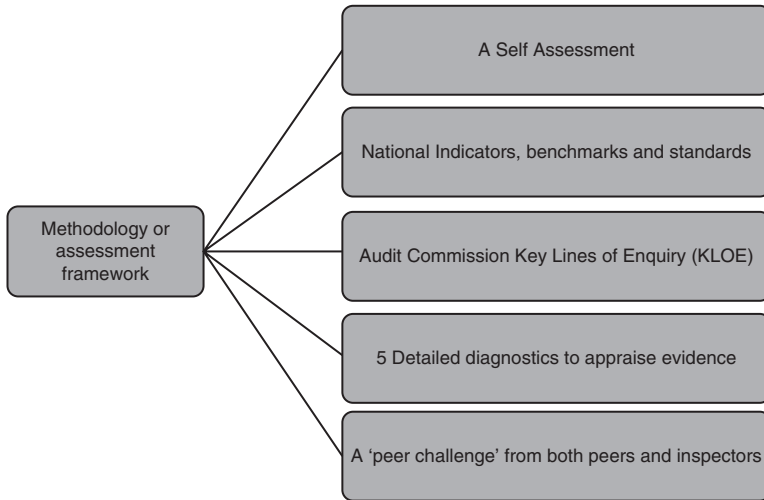 A Self Assessment
National Indicators, benchmarks and standards
Methodology or
assessment
framework
Audit Commission Key Lines of Enquiry (KLOE)
5 Detailed diagnostics to appraise evidence
A ‘peer challenge’ from both peers and inspectors